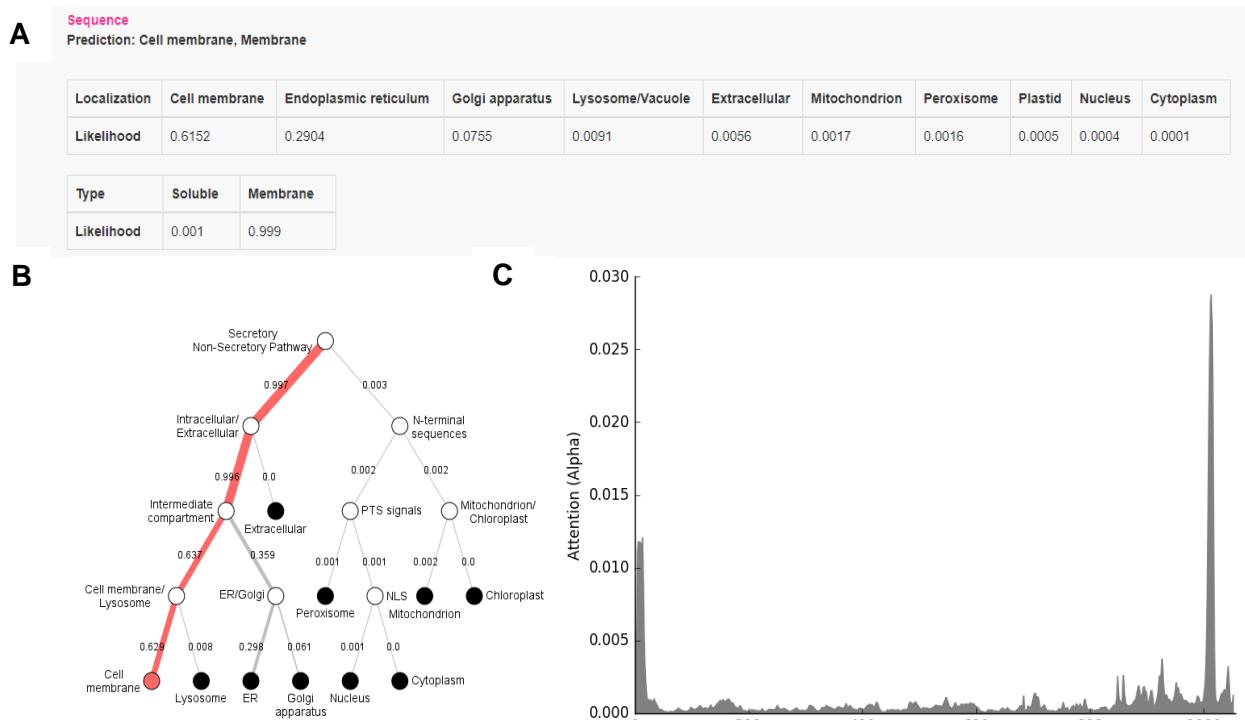 A
Sequence
Prediction: Cell membrane, Membrane
Localization Cell membrane Endoplasmic reticulum Golgi apparatus Lysosome/Vacuole Extracellular Mitochondrion Peroxisome Plastid Nucleus Cytoplasm
Likelihood 0.6152 0.2904 0.0755 0.0091 0.0056 0.0017 0.0016 0.0005 0.0004 0.0001
Type Soluble Membrane
Likelihood 0.001 0.999
B
Secretory
Non-Secretory Pathway
0.997 0.003
Intracellular/
Extracellular
N-terminal
sequences
0.996 0.0 0.002 0.002
Intermediate
compartment
Extracellular
PTS signals
Mitochondrion/
Chloroplast
0.637 0.359 0.001 0.001 0.002 0.0
Cell membrane/
Lysosome
ER/Golgi
Peroxisome
NLS
Mitochondrion
Chloroplast
0.629 0.008 0.298 0.061 0.001 0.0
Cell
membrane
Lysosome
ER
Golgi
apparatus
Nucleus
Cytoplasm
C
Attention (Alpha)
0.030
0.025
0.020
0.015
0.010
0.005
0.000